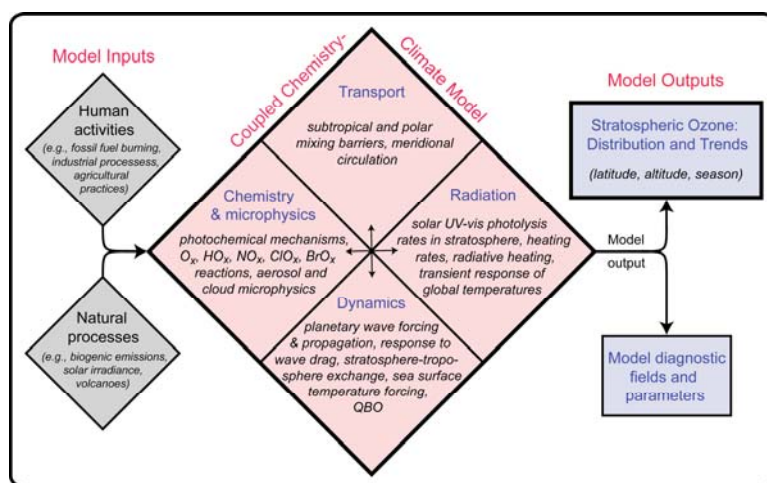 Model Inputs
Human
activities
(e.g., fossil fuel burning,
industrial processess,
agricultural
practices)
Natural
processes
(e.g., biogenic emissions,
solar irradiance,
volcanoes)
Coupled Chemistry-
Climate Model
Transport
subtropical and polar
mixing barriers, meridional
circulation
Chemistry
& microphysics
photochemical mechanisms,
Oₓ, HOₓ, NOₓ, ClOₓ, BrOₓ
reactions, aerosol and
cloud microphysics
Radiation
solar UV-vis photolysis
rates in stratosphere, heating
rates, radiative heating,
transient response of
global temperatures
Dynamics
planetary wave forcing
& propagation, response to
wave drag, stratosphere-tropo-
sphere exchange, sea surface
temperature forcing,
QBO
Model
output
Model Outputs
Stratospheric Ozone:
Distribution and Trends
(latitude, altitude, season)
Model diagnostic
fields and
parameters